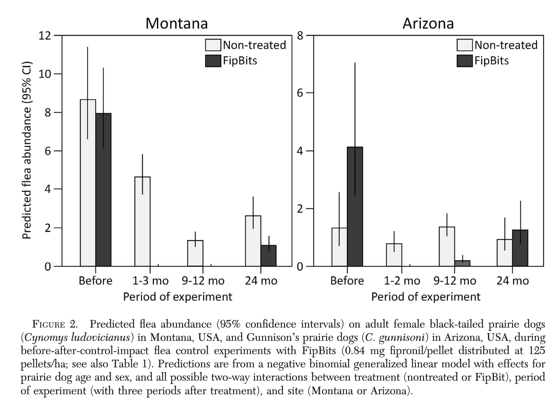 Montana
12
10
8
6
4
2
0
Predicted flea abundance (95% CI)
Non-treated
FipBits
Before
1-3 mo
9-12 mo
24 mo
Period of experiment
Arizona
8
6
4
2
0
Non-treated
FipBits
Before
1-2 mo
9-12 mo
24 mo
Period of experiment
FIGURE 2. Predicted flea abundance (95% confidence intervals) on adult female black-tailed prairie dogs
(Cynomys ludovicianus) in Montana, USA, and Gunnison's prairie dogs (C. gunnisoni) in Arizona, USA, during
before-after-control-impact flea control experiments with FipBits (0.84 mg fipronil/pellet distributed at 125
pellets/ha; see also Table 1). Predictions are from a negative binomial generalized linear model with effects for
prairie dog age and sex, and all possible two-way interactions between treatment (nontreated or FipBit), period
of experiment (with three periods after treatment), and site (Montana or Arizona).